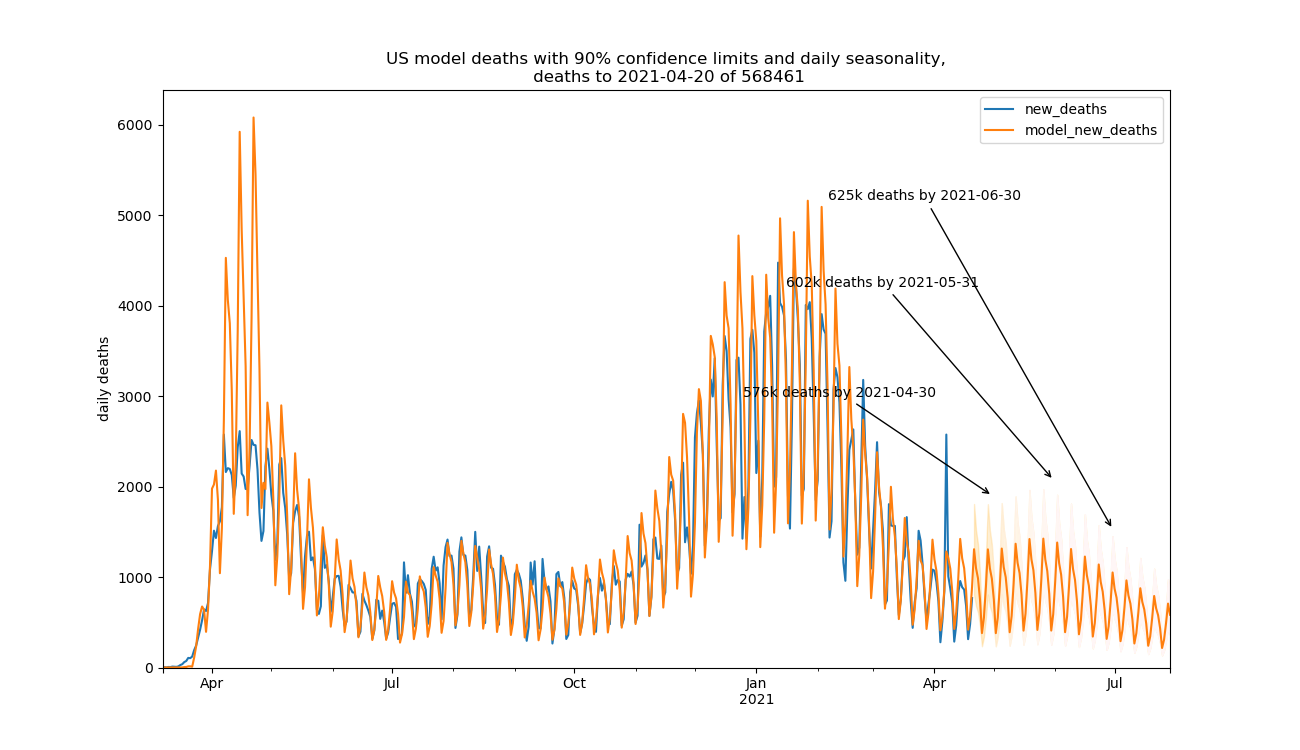 US model deaths with 90% confidence limits and daily seasonality,
deaths to 2021-04-20 of 568461
new_deaths
model_new_deaths
625k deaths by 2021-06-30
602k deaths by 2021-05-31
576k deaths by 2021-04-30
daily deaths
6000
5000
4000
3000
2000
1000
0
Apr
Jul
Oct
Jan
2021
Apr
Jul